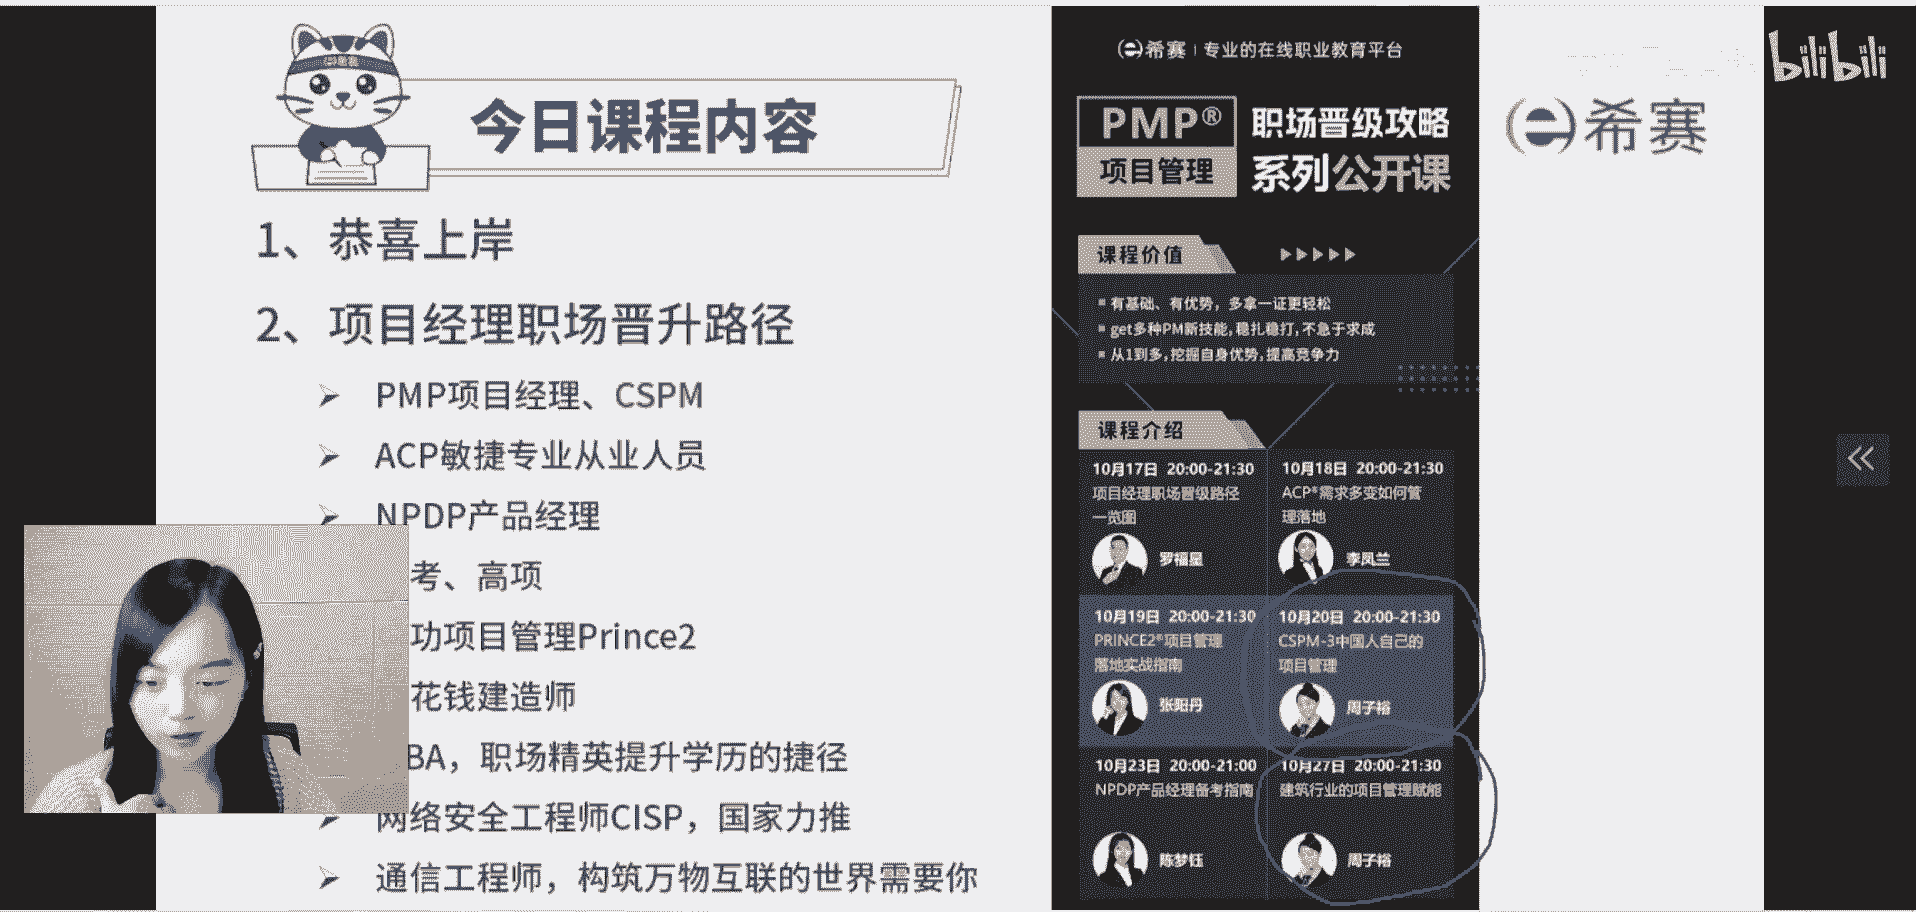 今日课程内容
1、恭喜上岸
2、项目经理职场晋升路径
PMP项目经理、CSPM
ACP敏捷专业从业人员
NPDP产品经理
考、高项
功项目管理Prince2
花钱建造师
BA，职场精英提升学历的捷径
网络安全工程师CISP，国家力推
通信工程师，构筑万物互联的世界需要你
希赛 | 专业的在线职业教育平台
PMP® 职场晋级攻略
项目管理 系列公开课
课程价值
有基础、有优势，多拿一证更轻松
get多种PM新技能,稳扎稳打,不急于求成
从1到多,挖掘自身优势,提高竞争力
课程介绍
10月17日 20:00-21:30
项目经理职场晋级路径
一览图
罗福星
10月18日 20:00-21:30
ACP®需求多变如何管
理落地
李凤兰
10月19日 20:00-21:30
PRINCE2®项目管理
落地实战指南
张阳丹
10月20日 20:00-21:30
CSPM-3中国人自己的
项目管理
周子裕
10月23日 20:00-21:00
NPDP产品经理备考指南
陈梦钰
10月27日 20:00-21:30
建筑行业的项目管理赋能
周子裕
希赛
bilibili